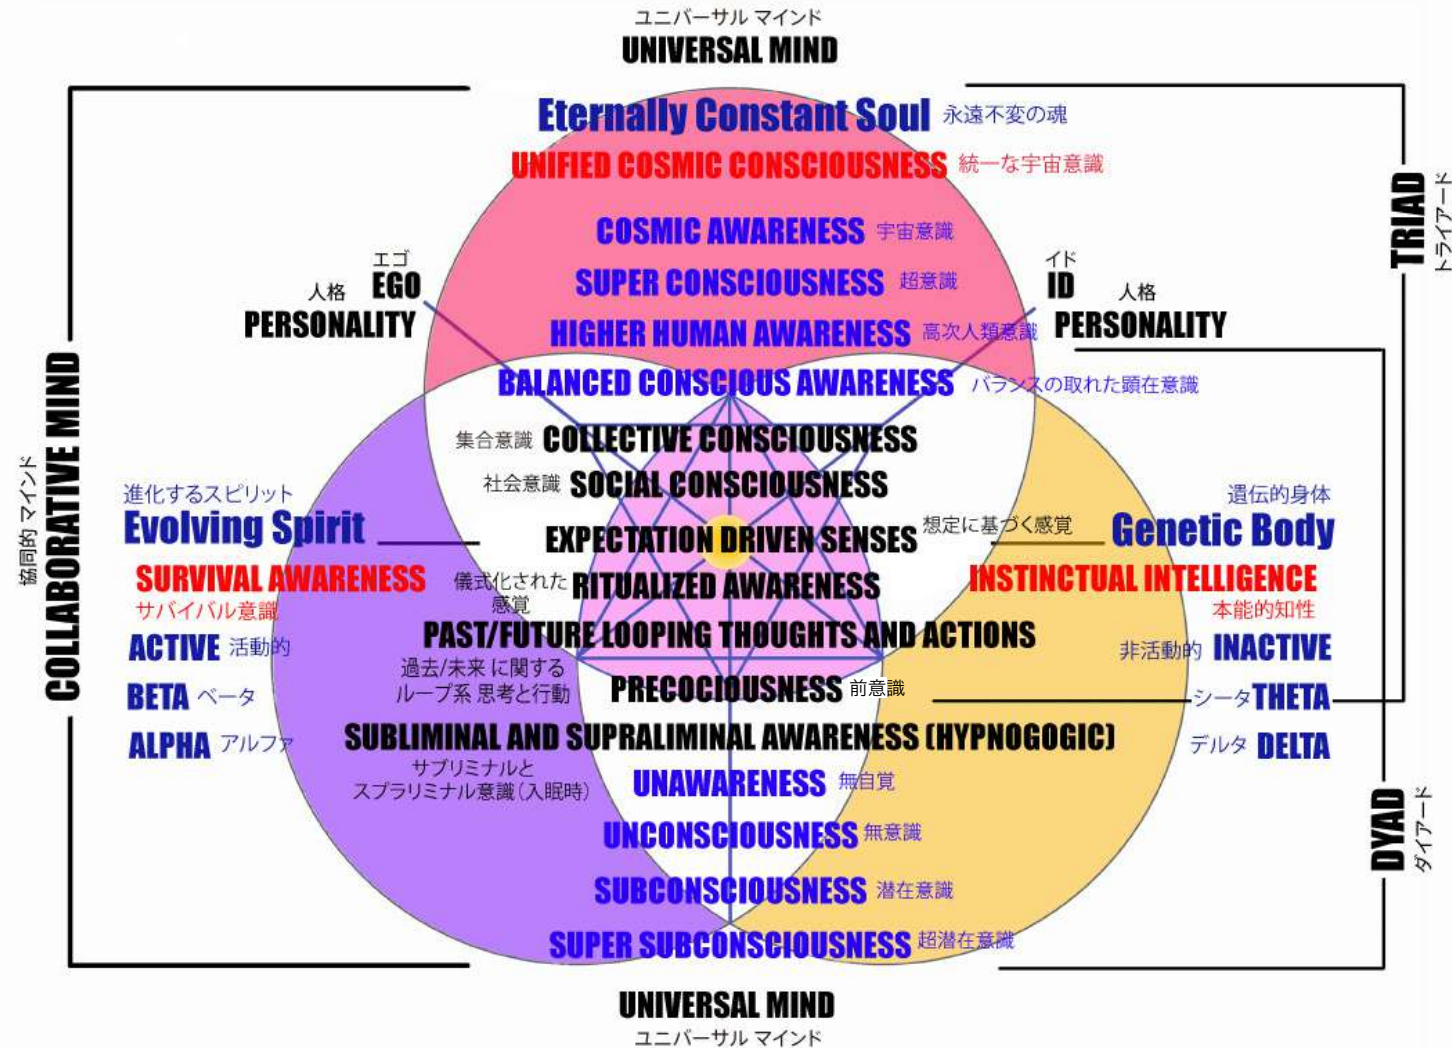 ユニバーサル マインド
UNIVERSAL MIND
Eternally Constant Soul 永遠不変の魂
UNIFIED COSMIC CONSCIOUSNESS 統一な宇宙意識
COSMIC AWARENESS 宇宙意識
SUPER CONSCIOUSNESS 超意識
HIGHER HUMAN AWARENESS 高次人類意識
エゴ
人格 EGO
PERSONALITY
イド
ID 人格
PERSONALITY
TRIAD
トライアード
BALANCED CONSCIOUS AWARENESS バランスの取れた顕在意識
集合意識 COLLECTIVE CONSCIOUSNESS
社会意識 SOCIAL CONSCIOUSNESS
EXPECTATION DRIVEN SENSES 想定に基づく感覚
儀式化された
感覚
RITUALIZED AWARENESS
PAST/FUTURE LOOPING THOUGHTS AND ACTIONS
過去/未来 に関する
ループ系 思考と行動
PRECOCIOUSNESS 前意識
SUBLIMINAL AND SUPRALIMINAL AWARENESS (HYPNOGOGIC)
サブリミナルと
スプラリミナル意識(入眠時)
UNAWARENESS 無自覚
UNCONSCIOUSNESS 無意識
SUBCONSCIOUSNESS 潜在意識
SUPER SUBCONSCIOUSNESS 超潜在意識
協同的 マインド
COLLABORATIVE MIND
進化するスピリット
Evolving Spirit
SURVIVAL AWARENESS
サバイバル意識
ACTIVE 活動的
BETA ベータ
ALPHA アルファ
遺伝的身体
Genetic Body
INSTINCTUAL INTELLIGENCE
本能的知性
非活動的 INACTIVE
シータ THETA
デルタ DELTA
DYAD
ダイアード
UNIVERSAL MIND
ユニバーサル マインド